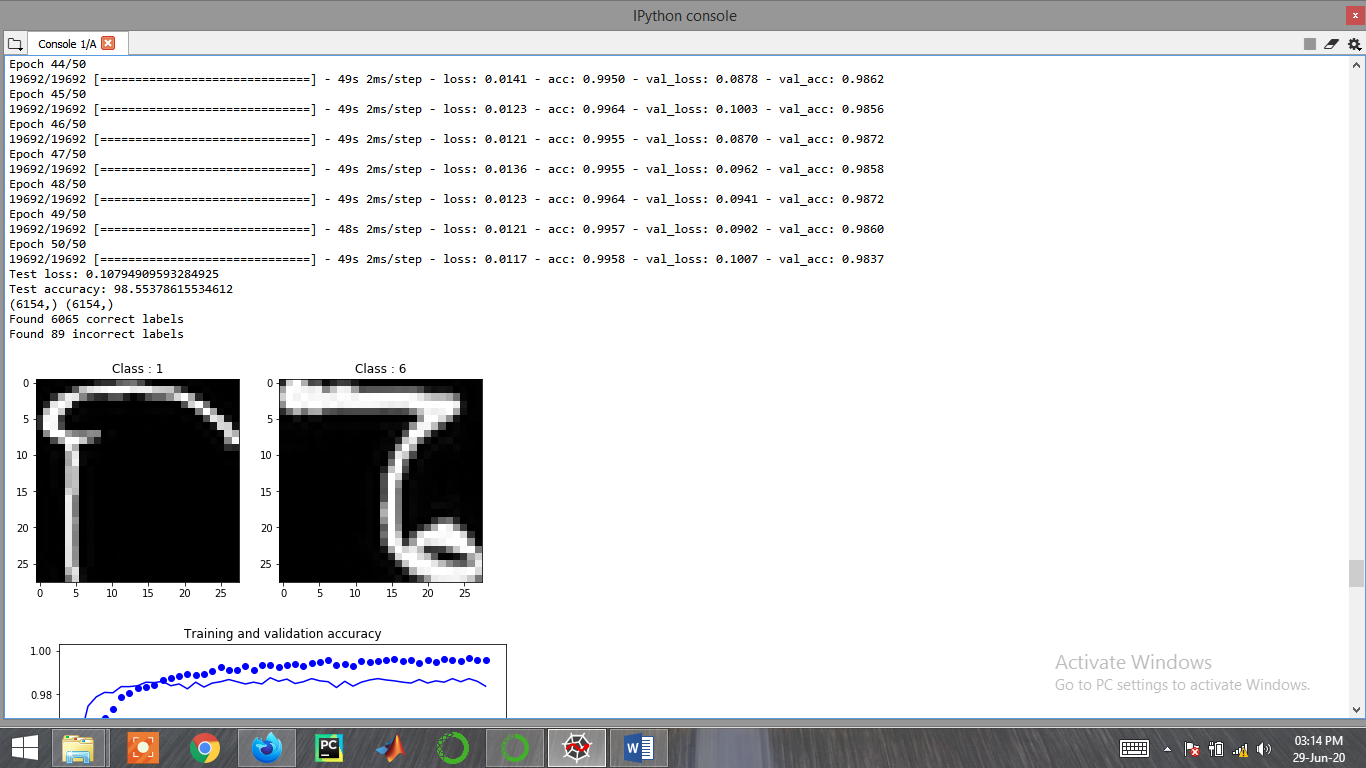 IPython console
Console 1/A
Epoch 44/50
19692/19692 [==============================] - 49s 2ms/step - loss: 0.0141 - acc: 0.9950 - val_loss: 0.0878 - val_acc: 0.9862
Epoch 45/50
19692/19692 [==============================] - 49s 2ms/step - loss: 0.0123 - acc: 0.9964 - val_loss: 0.1003 - val_acc: 0.9856
Epoch 46/50
19692/19692 [==============================] - 49s 2ms/step - loss: 0.0121 - acc: 0.9955 - val_loss: 0.0870 - val_acc: 0.9872
Epoch 47/50
19692/19692 [==============================] - 49s 2ms/step - loss: 0.0136 - acc: 0.9955 - val_loss: 0.0962 - val_acc: 0.9858
Epoch 48/50
19692/19692 [==============================] - 49s 2ms/step - loss: 0.0123 - acc: 0.9964 - val_loss: 0.0941 - val_acc: 0.9872
Epoch 49/50
19692/19692 [==============================] - 48s 2ms/step - loss: 0.0121 - acc: 0.9957 - val_loss: 0.0902 - val_acc: 0.9860
Epoch 50/50
19692/19692 [==============================] - 49s 2ms/step - loss: 0.0117 - acc: 0.9958 - val_loss: 0.1007 - val_acc: 0.9837
Test loss: 0.10794909593284925
Test accuracy: 98.55378615534612
(6154,) (6154,)
Found 6065 correct labels
Found 89 incorrect labels
Class : 1
0
5
10
15
20
25
0 5 10 15 20 25
Class : 6
0
5
10
15
20
25
0 5 10 15 20 25
Training and validation accuracy
1.00
0.98
Activate Windows
Go to PC settings to activate Windows.
PC
W
03:14 PM
29-Jun-20